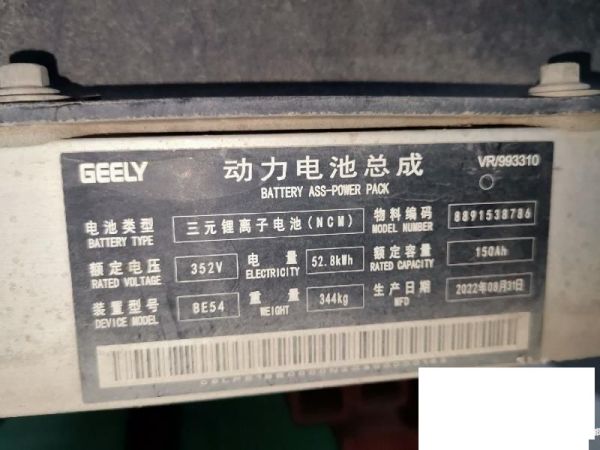 GEELY 动力电池总成 VR/993310
BATTERY ASS-POWER PACK
电池类型 三元锂离子电池(NCM) 物料编码 8891538786
BATTERY TYPE MODEL NUMBER
额定电压 352V 电量 52.8kWh 额定容量 150Ah
RATED VOLTAGE ELECTRICITY RATED CAPACITY
装置型号 BE54 重量 344kg 生产日期 2022年08月31日
DEVICE MODEL WEIGHT MFD